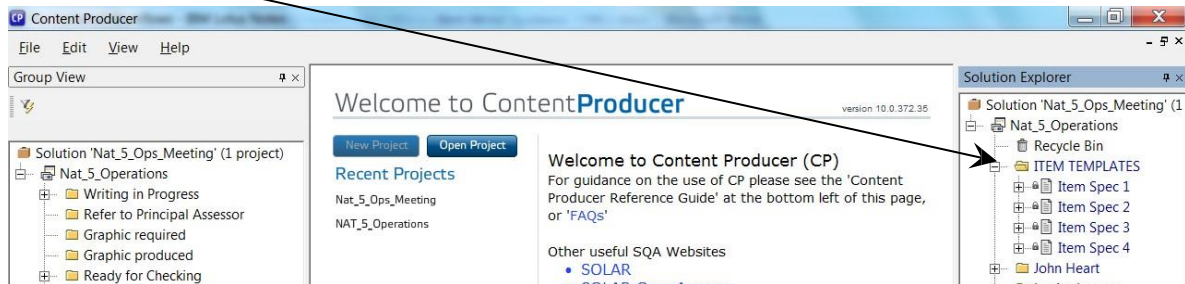 Content Producer
File Edit View Help
Group View
Solution 'Nat_5_Ops_Meeting' (1 project)
Nat_5_Operations
Writing in Progress
Refer to Principal Assessor
Graphic required
Graphic produced
Ready for Checking
Welcome to ContentProducer
version 10.0.372.35
New Project Open Project
Recent Projects
Nat_5_Ops_Meeting
NAT_5_Operations
Welcome to Content Producer (CP)
For guidance on the use of CP please see the 'Content
Producer Reference Guide' at the bottom left of this page,
or 'FAQs'
Other useful SQA Websites
• SOLAR
Solution Explorer
Solution 'Nat_5_Ops_Meeting' (1
Nat_5_Operations
Recycle Bin
ITEM TEMPLATES
Item Spec 1
Item Spec 2
Item Spec 3
Item Spec 4
John Heart